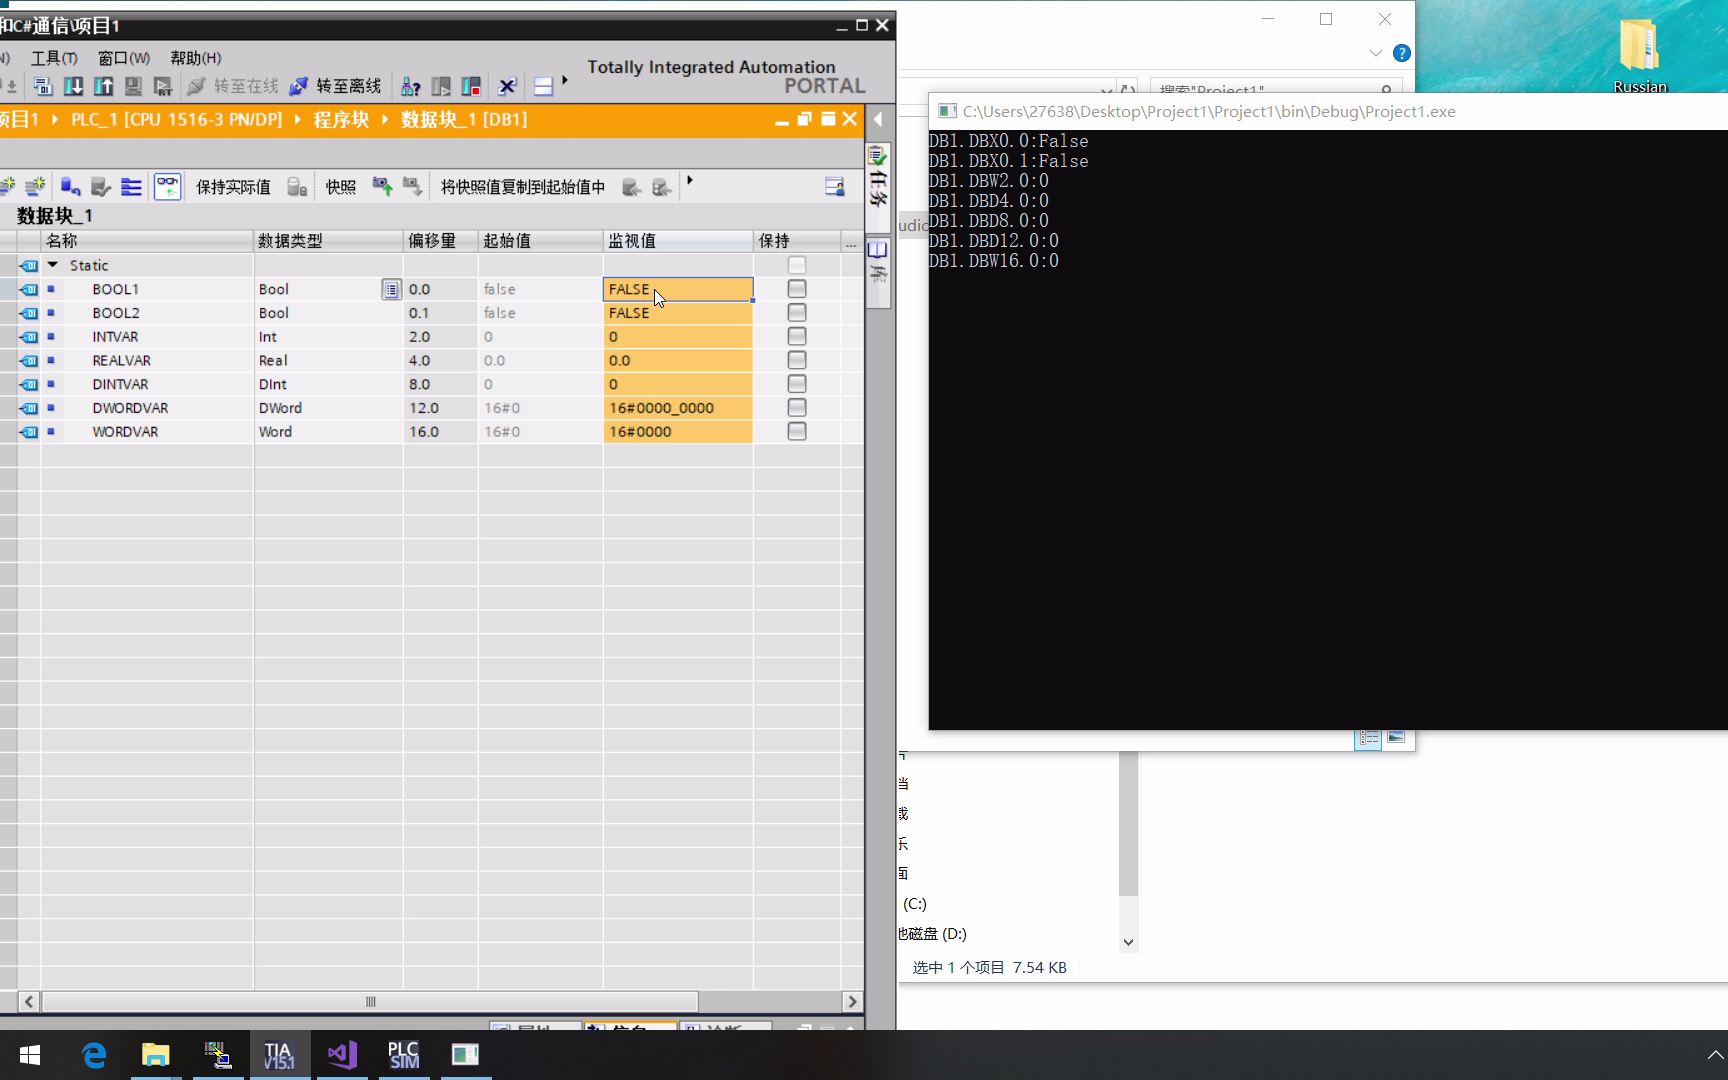 和C#通信\项目1
工具(T) 窗口(W) 帮助(H)
Totally Integrated Automation
PORTAL
转至在线 转至离线
项目1 PLC_1 [CPU 1516-3 PN/DP] 程序块 数据块_1 [DB1]
保持实际值 快照 将快照值复制到起始值中
数据块_1
名称 数据类型 偏移量 起始值 监视值 保持 ...
Static
BOOL1 Bool 0.0 false FALSE
BOOL2 Bool 0.1 false FALSE
INTVAR Int 2.0 0 0
REALVAR Real 4.0 0.0 0.0
DINTVAR DInt 8.0 0 0
DWORDVAR DWord 12.0 16#0 16#0000_0000
WORDVAR Word 16.0 16#0 16#0000
任务
库
搜索"Project1"
C:\Users\27638\Desktop\Project1\Project1\bin\Debug\Project1.exe
DB1.DBX0.0:False
DB1.DBX0.1:False
DB1.DBW2.0:0
DB1.DBD4.0:0
DB1.DBD8.0:0
DB1.DBD12.0:0
DB1.DBW16.0:0
Russian
(C:)
(D:)
选中 1 个项目 7.54 KB
TIA
V15.1
PLC
SIM